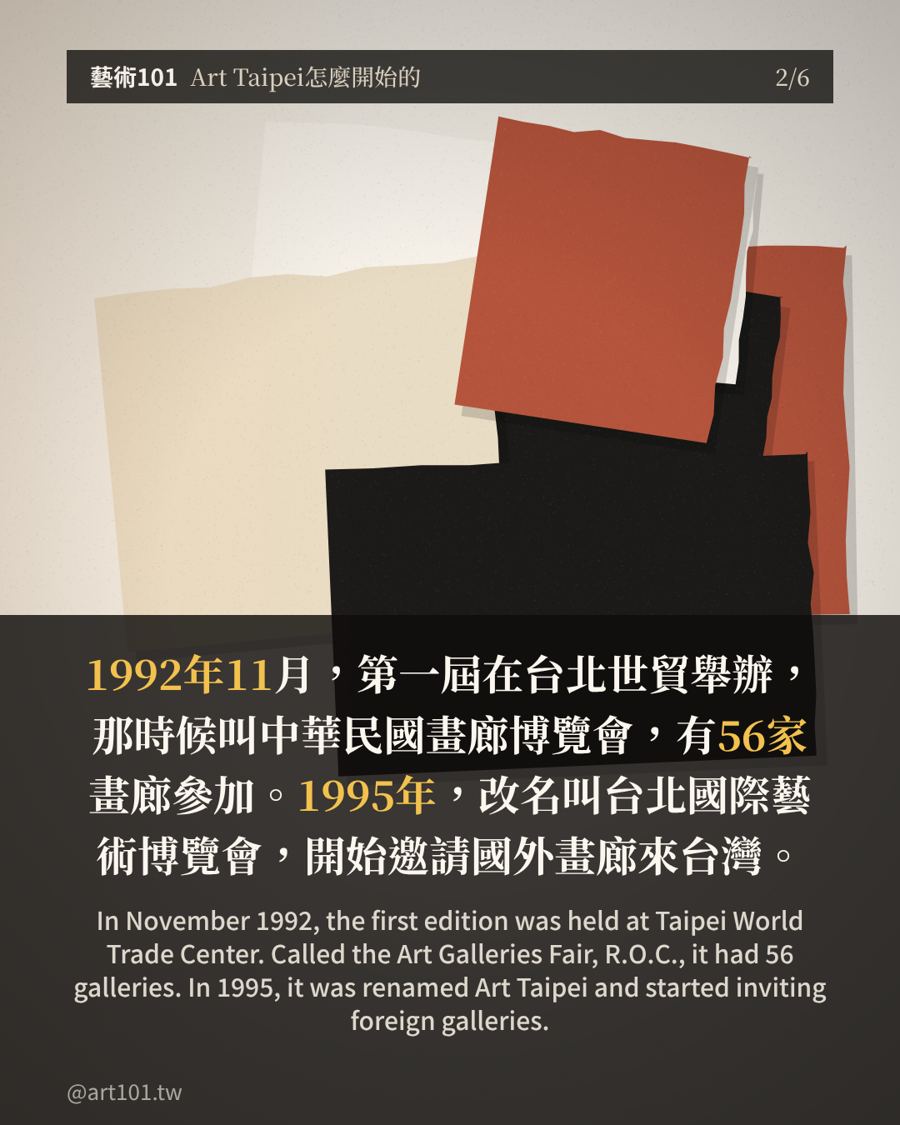 藝術101 Art Taipei怎麼開始的 2/6
1992年11月，第一屆在台北世貿舉辦，
那時候叫中華民國畫廊博覽會，有56家
畫廊參加。1995年，改名叫台北國際藝
術博覽會，開始邀請國外畫廊來台灣。
In November 1992, the first edition was held at Taipei World
Trade Center. Called the Art Galleries Fair, R.O.C., it had 56
galleries. In 1995, it was renamed Art Taipei and started inviting
foreign galleries.
@art101.tw